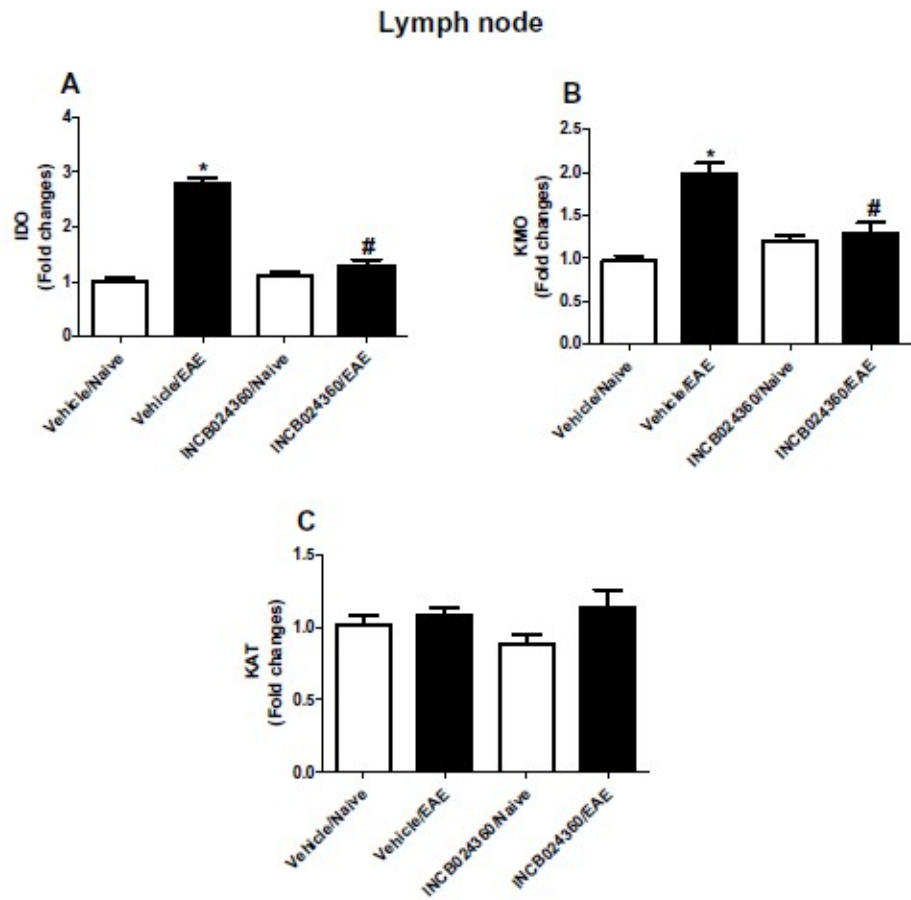 Lymph node
A
IDO
(Fold changes)
4
3
2
1
0
*
#
Vehicle/Naive
Vehicle/EAE
INCB024360/Naive
INCB024360/EAE
B
KMO
(Fold changes)
2.5
2.0
1.5
1.0
0.5
0.0
*
#
Vehicle/Naive
Vehicle/EAE
INCB024360/Naive
INCB024360/EAE
C
KAT
(Fold changes)
1.5
1.0
0.5
0.0
Vehicle/Naive
Vehicle/EAE
INCB024360/Naive
INCB024360/EAE